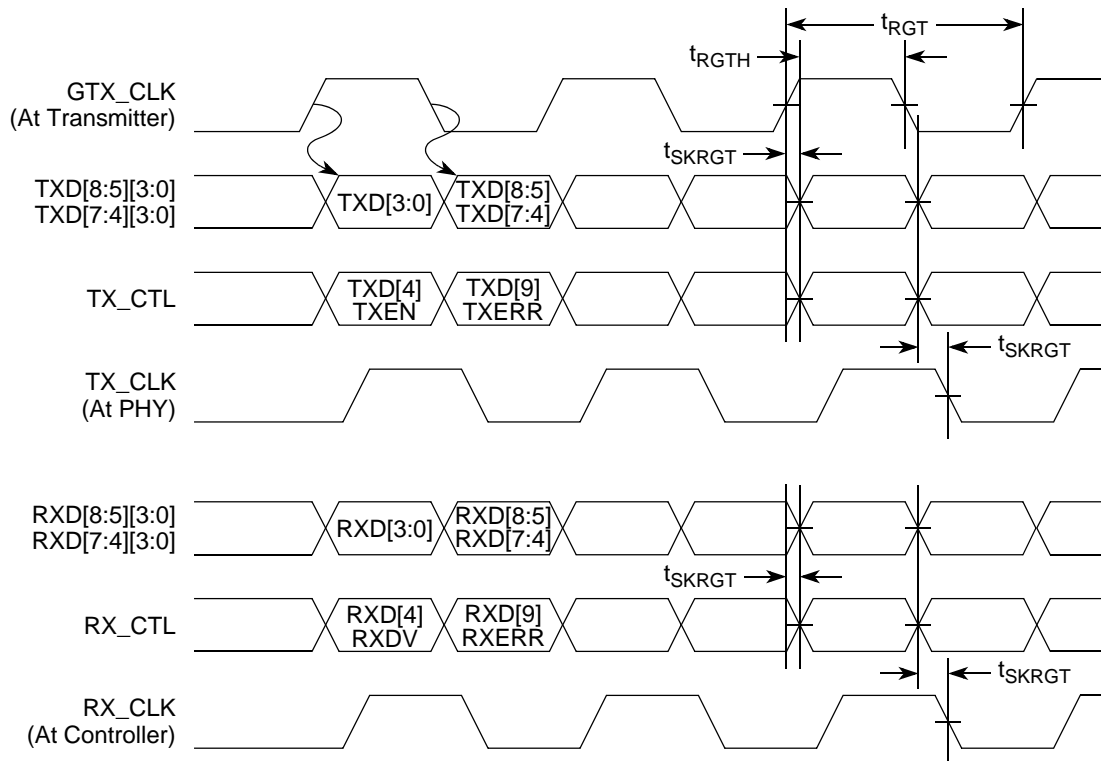 tRGT
tRGTH
GTX_CLK
(At Transmitter)
tSKRGT
TXD[8:5][3:0]
TXD[7:4][3:0]
TXD[3:0]
TXD[8:5]
TXD[7:4]
TX_CTL
TXD[4]
TXEN
TXD[9]
TXERR
tSKRGT
TX_CLK
(At PHY)
RXD[8:5][3:0]
RXD[7:4][3:0]
RXD[3:0]
RXD[8:5]
RXD[7:4]
tSKRGT
RX_CTL
RXD[4]
RXDV
RXD[9]
RXERR
tSKRGT
RX_CLK
(At Controller)